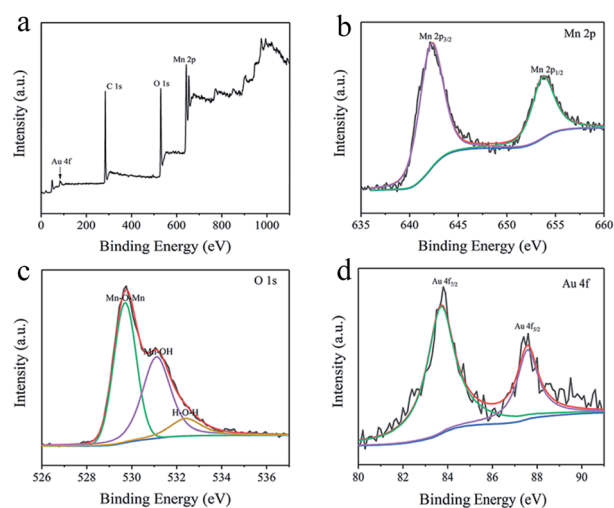 a
Intensity (a.u.)
Au 4f
C 1s
O 1s
Mn 2p
0 200 400 600 800 1000
Binding Energy (eV)
b
Mn 2p
Intensity (a.u.)
Mn 2p3/2
Mn 2p1/2
635 640 645 650 655 660
Binding Energy (eV)
c
O 1s
Intensity (a.u.)
Mn-O-Mn
Mn-OH
H-O-H
526 528 530 532 534 536
Binding Energy (eV)
d
Au 4f
Intensity (a.u.)
Au 4f7/2
Au 4f5/2
80 82 84 86 88 90
Binding Energy (eV)